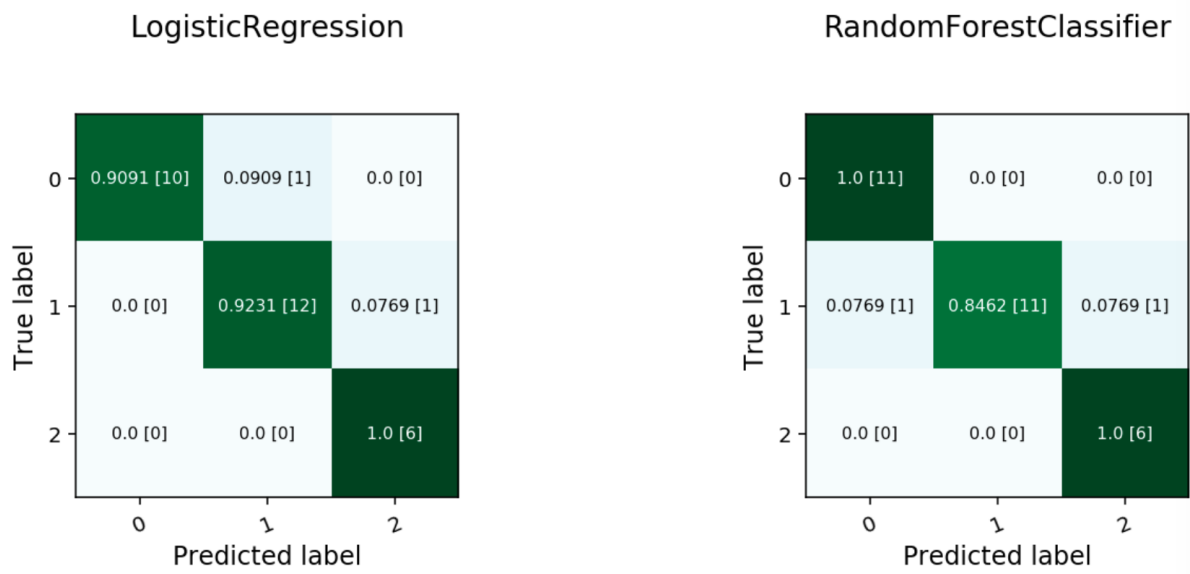 LogisticRegression
0.9091 [10] 0.0909 [1] 0.0 [0]
0.0 [0] 0.9231 [12] 0.0769 [1]
0.0 [0] 0.0 [0] 1.0 [6]
0
1
2
True label
0 1 2
Predicted label
RandomForestClassifier
1.0 [11] 0.0 [0] 0.0 [0]
0.0769 [1] 0.8462 [11] 0.0769 [1]
0.0 [0] 0.0 [0] 1.0 [6]
0
1
2
True label
0 1 2
Predicted label